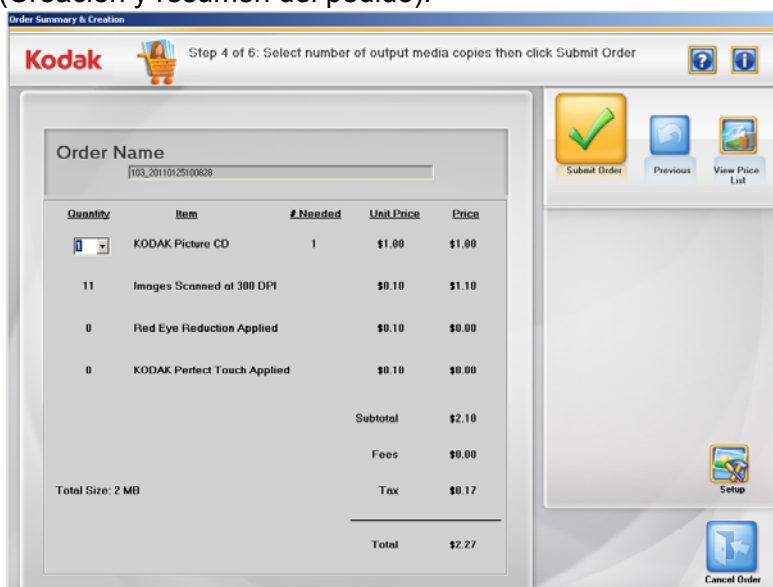 (Creación y resumen del pedido).
Order Summary & Creation
Kodak
Step 4 of 6: Select number of output media copies then click Submit Order
Order Name
103_20110125100828
Submit Order
Previous
View Price
List
Quantity Item # Needed Unit Price Price
1 KODAK Picture CD 1 $1.00 $1.00
11 Images Scanned at 300 DPI $0.10 $1.10
0 Red Eye Reduction Applied $0.10 $0.00
0 KODAK Perfect Touch Applied $0.10 $0.00
Subtotal $2.10
Fees $0.00
Total Size: 2 MB Tax $0.17
Total $2.27
Setup
Cancel Order